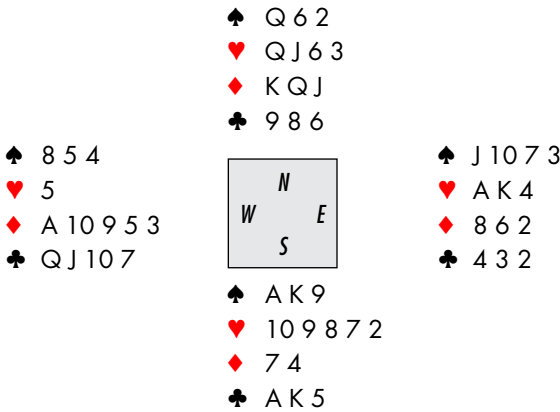 ♠ Q 6 2
♥ Q J 6 3
♦ K Q J
♣ 9 8 6
♠ 8 5 4
♥ 5
♦ A 10 9 5 3
♣ Q J 10 7
N
W E
S
♠ J 10 7 3
♥ A K 4
♦ 8 6 2
♣ 4 3 2
♠ A K 9
♥ 10 9 8 7 2
♦ 7 4
♣ A K 5